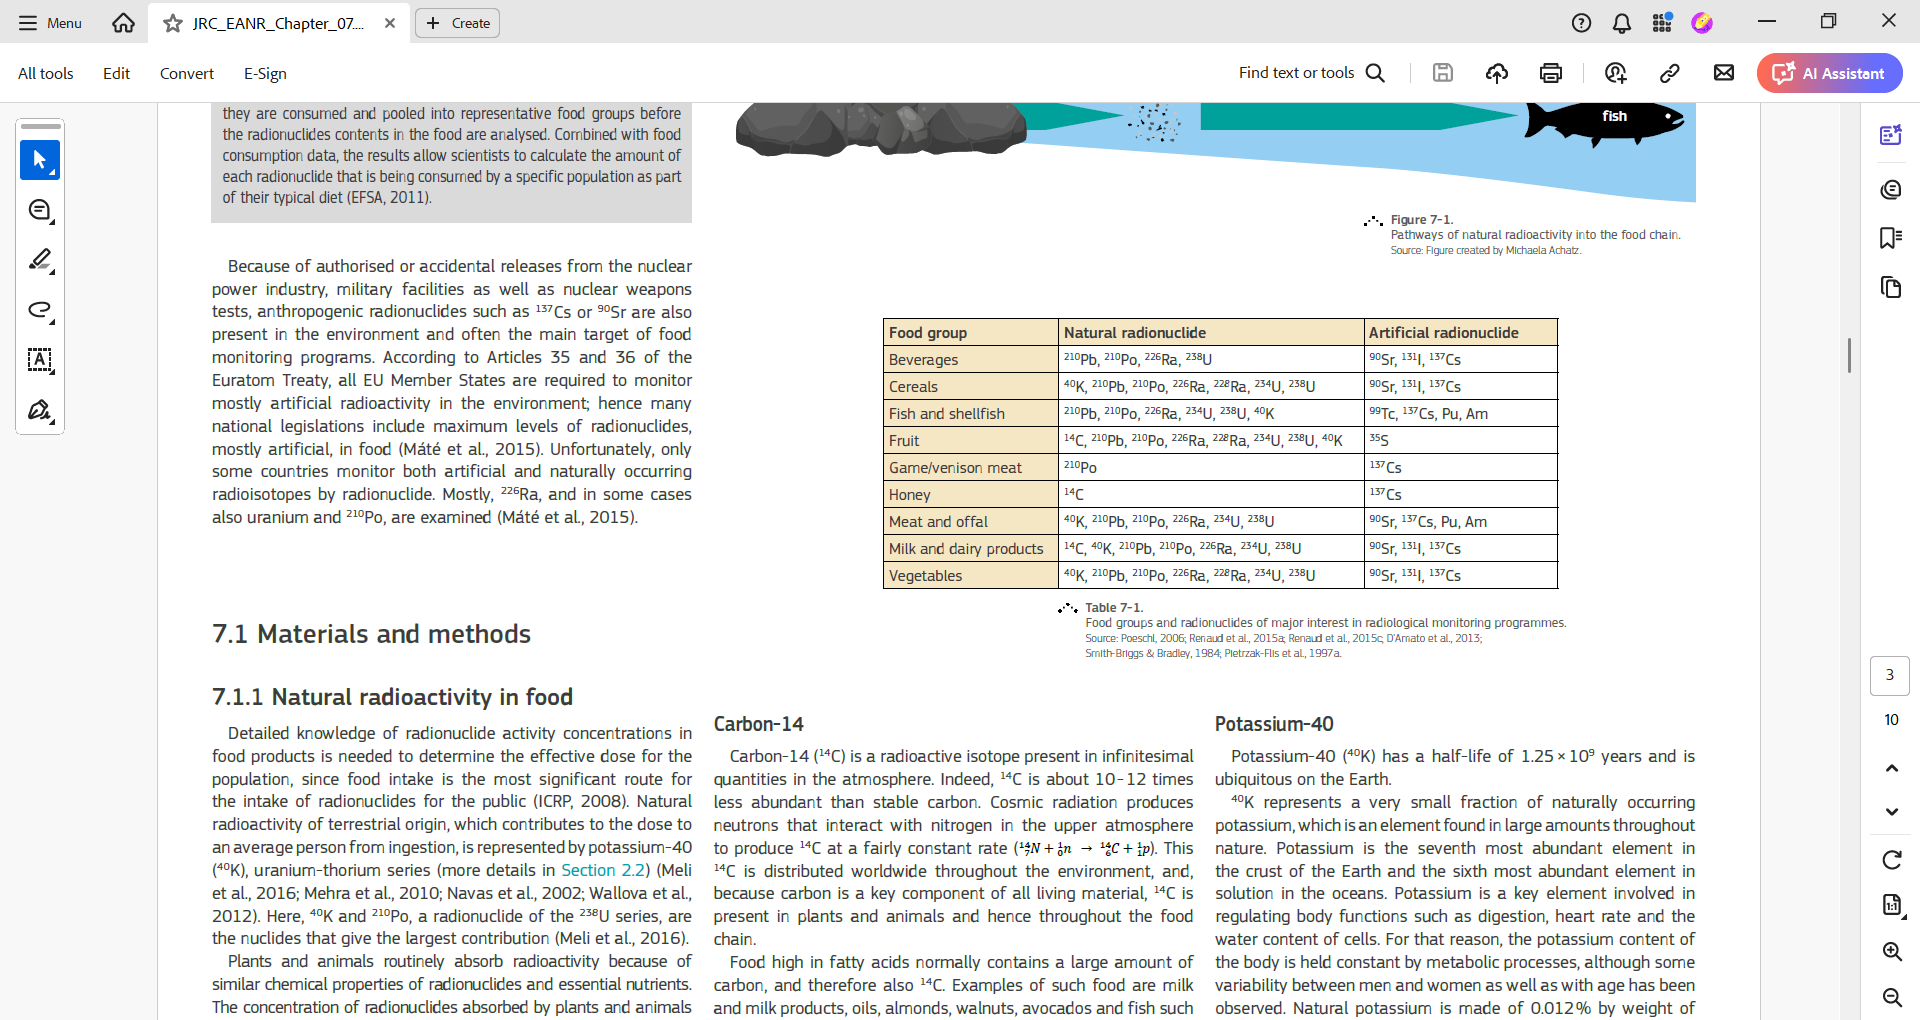 Menu
JRC_EANR_Chapter_07....
Create
All tools
Edit
Convert
E-Sign
Find text or tools
AI Assistant
they are consumed and pooled into representative food groups before
the radionuclides contents in the food are analysed. Combined with food
consumption data, the results allow scientists to calculate the amount of
each radionuclide that is being consumed by a specific population as part
of their typical diet (EFSA, 2011).
fish
Figure 7-1.
Pathways of natural radioactivity into the food chain.
Source: Figure created by Michaela Achatz.
Because of authorised or accidental releases from the nuclear
power industry, military facilities as well as nuclear weapons
tests, anthropogenic radionuclides such as ¹³⁷Cs or ⁹⁰Sr are also
present in the environment and often the main target of food
monitoring programs. According to Articles 35 and 36 of the
Euratom Treaty, all EU Member States are required to monitor
mostly artificial radioactivity in the environment; hence many
national legislations include maximum levels of radionuclides,
mostly artificial, in food (Máté et al., 2015). Unfortunately, only
some countries monitor both artificial and naturally occurring
radioisotopes by radionuclide. Mostly, ²²⁶Ra, and in some cases
also uranium and ²¹⁰Po, are examined (Máté et al., 2015).
Food group Natural radionuclide Artificial radionuclide
Beverages ²¹⁰Pb, ²¹⁰Po, ²²⁶Ra, ²³⁸U ⁹⁰Sr, ¹³¹I, ¹³⁷Cs
Cereals ⁴⁰K, ²¹⁰Pb, ²¹⁰Po, ²²⁶Ra, ²²⁸Ra, ²³⁴U, ²³⁸U ⁹⁰Sr, ¹³¹I, ¹³⁷Cs
Fish and shellfish ²¹⁰Pb, ²¹⁰Po, ²²⁶Ra, ²³⁴U, ²³⁸U, ⁴⁰K ⁹⁹Tc, ¹³⁷Cs, Pu, Am
Fruit ¹⁴C, ²¹⁰Pb, ²¹⁰Po, ²²⁶Ra, ²²⁸Ra, ²³⁴U, ²³⁸U, ⁴⁰K ³⁵S
Game/venison meat ²¹⁰Po ¹³⁷Cs
Honey ¹⁴C ¹³⁷Cs
Meat and offal ⁴⁰K, ²¹⁰Pb, ²¹⁰Po, ²²⁶Ra, ²³⁴U, ²³⁸U ⁹⁰Sr, ¹³⁷Cs, Pu, Am
Milk and dairy products ¹⁴C, ⁴⁰K, ²¹⁰Pb, ²¹⁰Po, ²²⁶Ra, ²³⁴U, ²³⁸U ⁹⁰Sr, ¹³¹I, ¹³⁷Cs
Vegetables ⁴⁰K, ²¹⁰Pb, ²¹⁰Po, ²²⁶Ra, ²²⁸Ra, ²³⁴U, ²³⁸U ⁹⁰Sr, ¹³¹I, ¹³⁷Cs
Table 7-1.
Food groups and radionuclides of major interest in radiological monitoring programmes.
Source: Poeschl, 2006; Renaud et al., 2015a; Renaud et al., 2015c; D'Amato et al., 2013;
Smith-Briggs & Bradley, 1984; Pietrzak-Flis et al., 1997a.
7.1 Materials and methods
7.1.1 Natural radioactivity in food
Detailed knowledge of radionuclide activity concentrations in
food products is needed to determine the effective dose for the
population, since food intake is the most significant route for
the intake of radionuclides for the public (ICRP, 2008). Natural
radioactivity of terrestrial origin, which contributes to the dose to
an average person from ingestion, is represented by potassium-40
(⁴⁰K), uranium-thorium series (more details in Section 2.2) (Meli
et al., 2016; Mehra et al., 2010; Navas et al., 2002; Wallova et al.,
2012). Here, ⁴⁰K and ²¹⁰Po, a radionuclide of the ²³⁸U series, are
the nuclides that give the largest contribution (Meli et al., 2016).
Plants and animals routinely absorb radioactivity because of
similar chemical properties of radionuclides and essential nutrients.
The concentration of radionuclides absorbed by plants and animals
Carbon-14
Carbon-14 (¹⁴C) is a radioactive isotope present in infinitesimal
quantities in the atmosphere. Indeed, ¹⁴C is about 10-12 times
less abundant than stable carbon. Cosmic radiation produces
neutrons that interact with nitrogen in the upper atmosphere
to produce ¹⁴C at a fairly constant rate (¹⁴₇N + ¹₀n → ¹⁴₆C + ¹₁p). This
¹⁴C is distributed worldwide throughout the environment, and,
because carbon is a key component of all living material, ¹⁴C is
present in plants and animals and hence throughout the food
chain.
Food high in fatty acids normally contains a large amount of
carbon, and therefore also ¹⁴C. Examples of such food are milk
and milk products, oils, almonds, walnuts, avocados and fish such
Potassium-40
Potassium-40 (⁴⁰K) has a half-life of 1.25 × 10⁹ years and is
ubiquitous on the Earth.
⁴⁰K represents a very small fraction of naturally occurring
potassium, which is an element found in large amounts throughout
nature. Potassium is the seventh most abundant element in
the crust of the Earth and the sixth most abundant element in
solution in the oceans. Potassium is a key element involved in
regulating body functions such as digestion, heart rate and the
water content of cells. For that reason, the potassium content of
the body is held constant by metabolic processes, although some
variability between men and women as well as with age has been
observed. Natural potassium is made of 0.012% by weight of
3
10